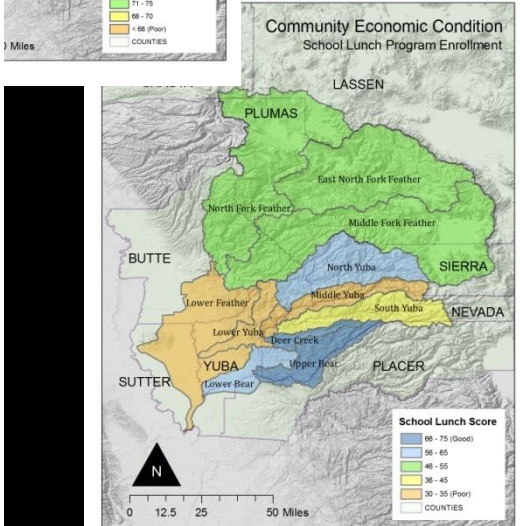 71 - 75
68 - 70
< 68 (Poor)
COUNTIES
Miles
Community Economic Condition
School Lunch Program Enrollment
LASSEN
PLUMAS
East North Fork Feather
North Fork Feather
Middle Fork Feather
BUTTE
North Yuba
SIERRA
Lower Feather
Middle Yuba
South Yuba
NEVADA
Lower Yuba
Deer Creek
YUBA
Upper Bear
PLACER
SUTTER
Lower Bear
School Lunch Score
66 - 75 (Good)
56 - 65
46 - 55
36 - 45
30 - 35 (Poor)
COUNTIES
N
0 12.5 25 50 Miles